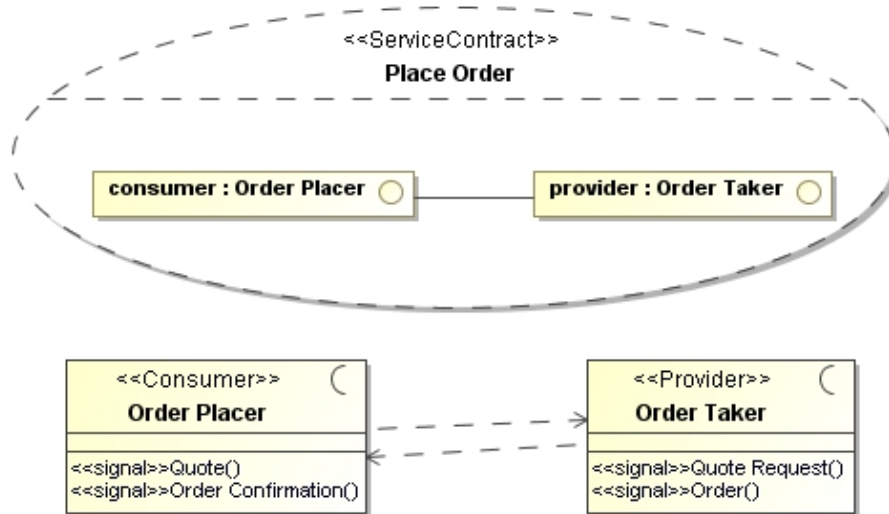 <<ServiceContract>>
Place Order
consumer : Order Placer
provider : Order Taker
<<Consumer>>
Order Placer
<<signal>>Quote()
<<signal>>Order Confirmation()
<<Provider>>
Order Taker
<<signal>>Quote Request()
<<signal>>Order()